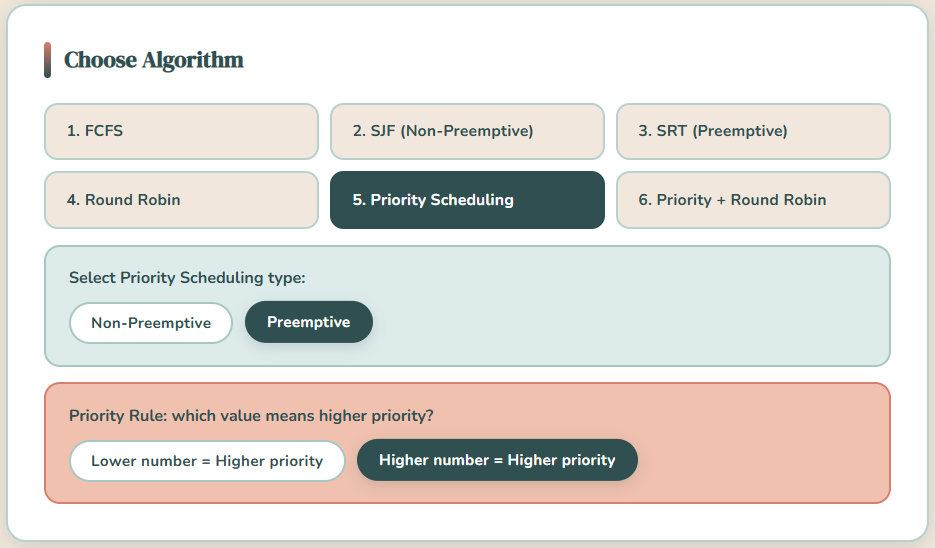 Choose Algorithm
1. FCFS
2. SJF (Non-Preemptive)
3. SRT (Preemptive)
4. Round Robin
5. Priority Scheduling
6. Priority + Round Robin
Select Priority Scheduling type:
Non-Preemptive
Preemptive
Priority Rule: which value means higher priority?
Lower number = Higher priority
Higher number = Higher priority